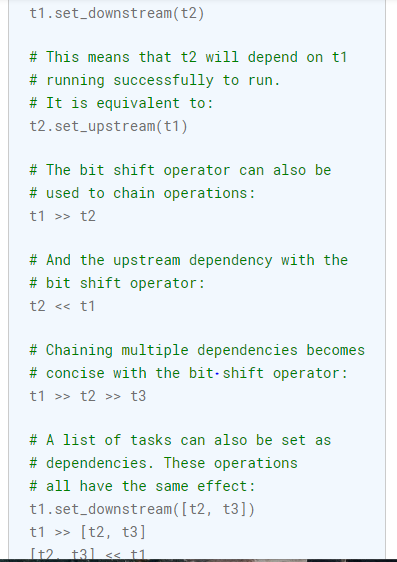 t1.set_downstream(t2)
# This means that t2 will depend on t1
# running successfully to run.
# It is equivalent to:
t2.set_upstream(t1)
# The bit shift operator can also be
# used to chain operations:
t1 >> t2
# And the upstream dependency with the
# bit shift operator:
t2 << t1
# Chaining multiple dependencies becomes
# concise with the bit-shift operator:
t1 >> t2 >> t3
# A list of tasks can also be set as
# dependencies. These operations
# all have the same effect:
t1.set_downstream([t2, t3])
t1 >> [t2, t3]
[t2, t3] << t1